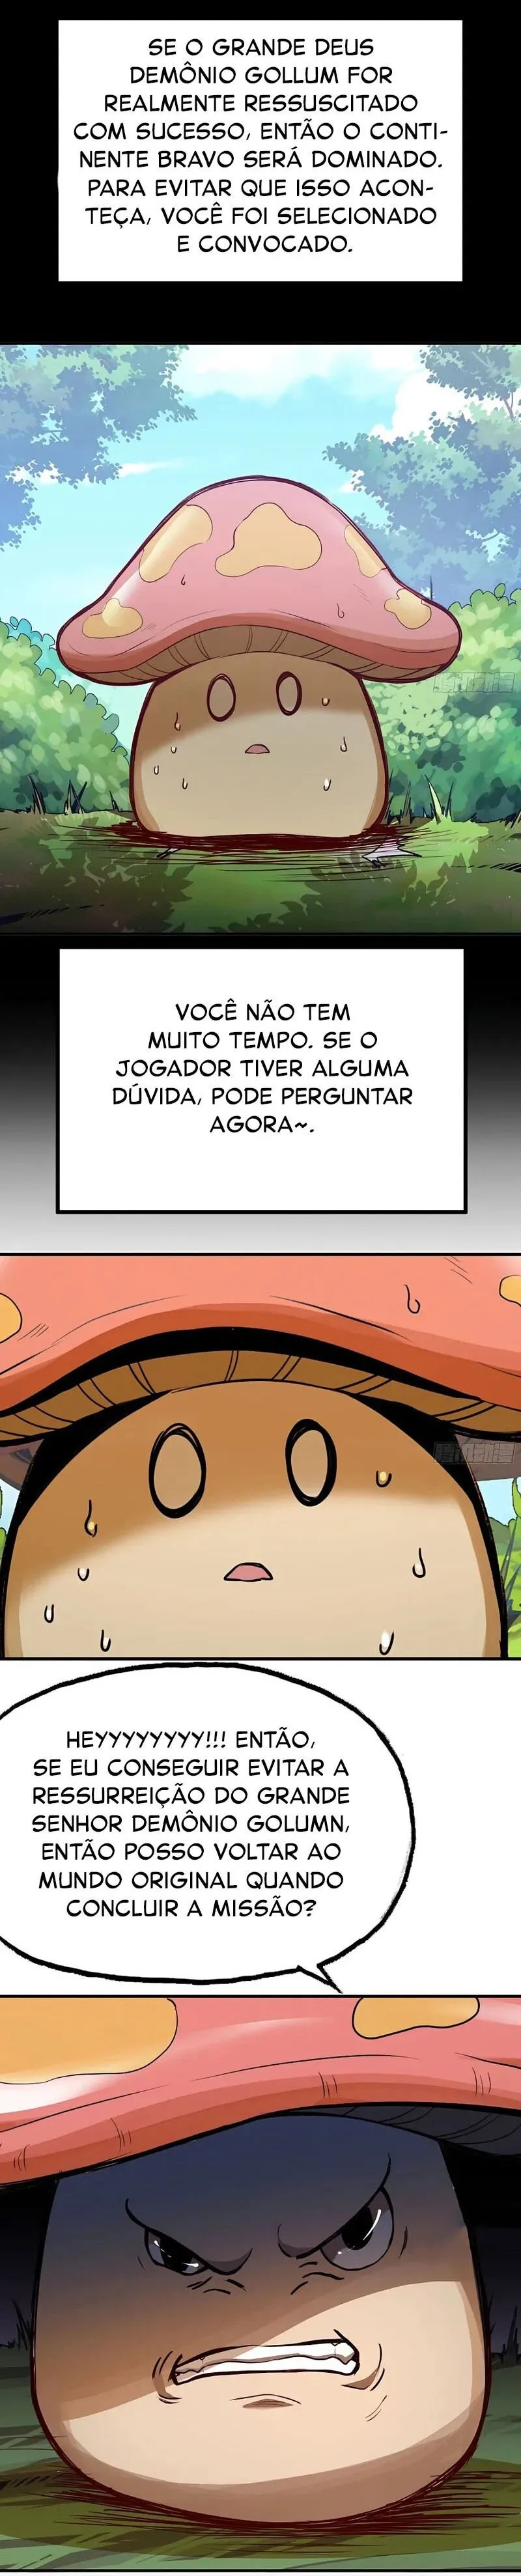 SE O GRANDE DEUS
DEMÔNIO GOLLUM FOR
REALMENTE RESSUSCITADO
COM SUCESSO, ENTÃO O CONTI-
NENTE BRAVO SERÁ DOMINADO.
PARA EVITAR QUE ISSO ACON-
TEÇA, VOCÊ FOI SELECIONADO
E CONVOCADO.
VOCÊ NÃO TEM
MUITO TEMPO. SE O
JOGADOR TIVER ALGUMA
DÚVIDA, PODE PERGUNTAR
AGORA~.
HEYYYYYYYY!!! ENTÃO,
SE EU CONSEGUIR EVITAR A
RESSURREIÇÃO DO GRANDE
SENHOR DEMÔNIO GOLUMN,
ENTÃO POSSO VOLTAR AO
MUNDO ORIGINAL QUANDO
CONCLUIR A MISSÃO?